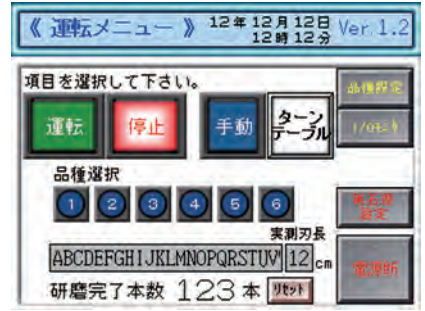 《 運転メニュー 》 12年12月12日 Ver. 1.2
12時12分
項目を選択して下さい。
品種設定
運転 停止 手動 ターン
テーブル
I/Oモニタ
品種選択
1 2 3 4 5 6
設定
実測刃長
ABCDEFGHIJKLMNOPQRSTUV 12 cm
電源断
研磨完了本数 123 本 リセット